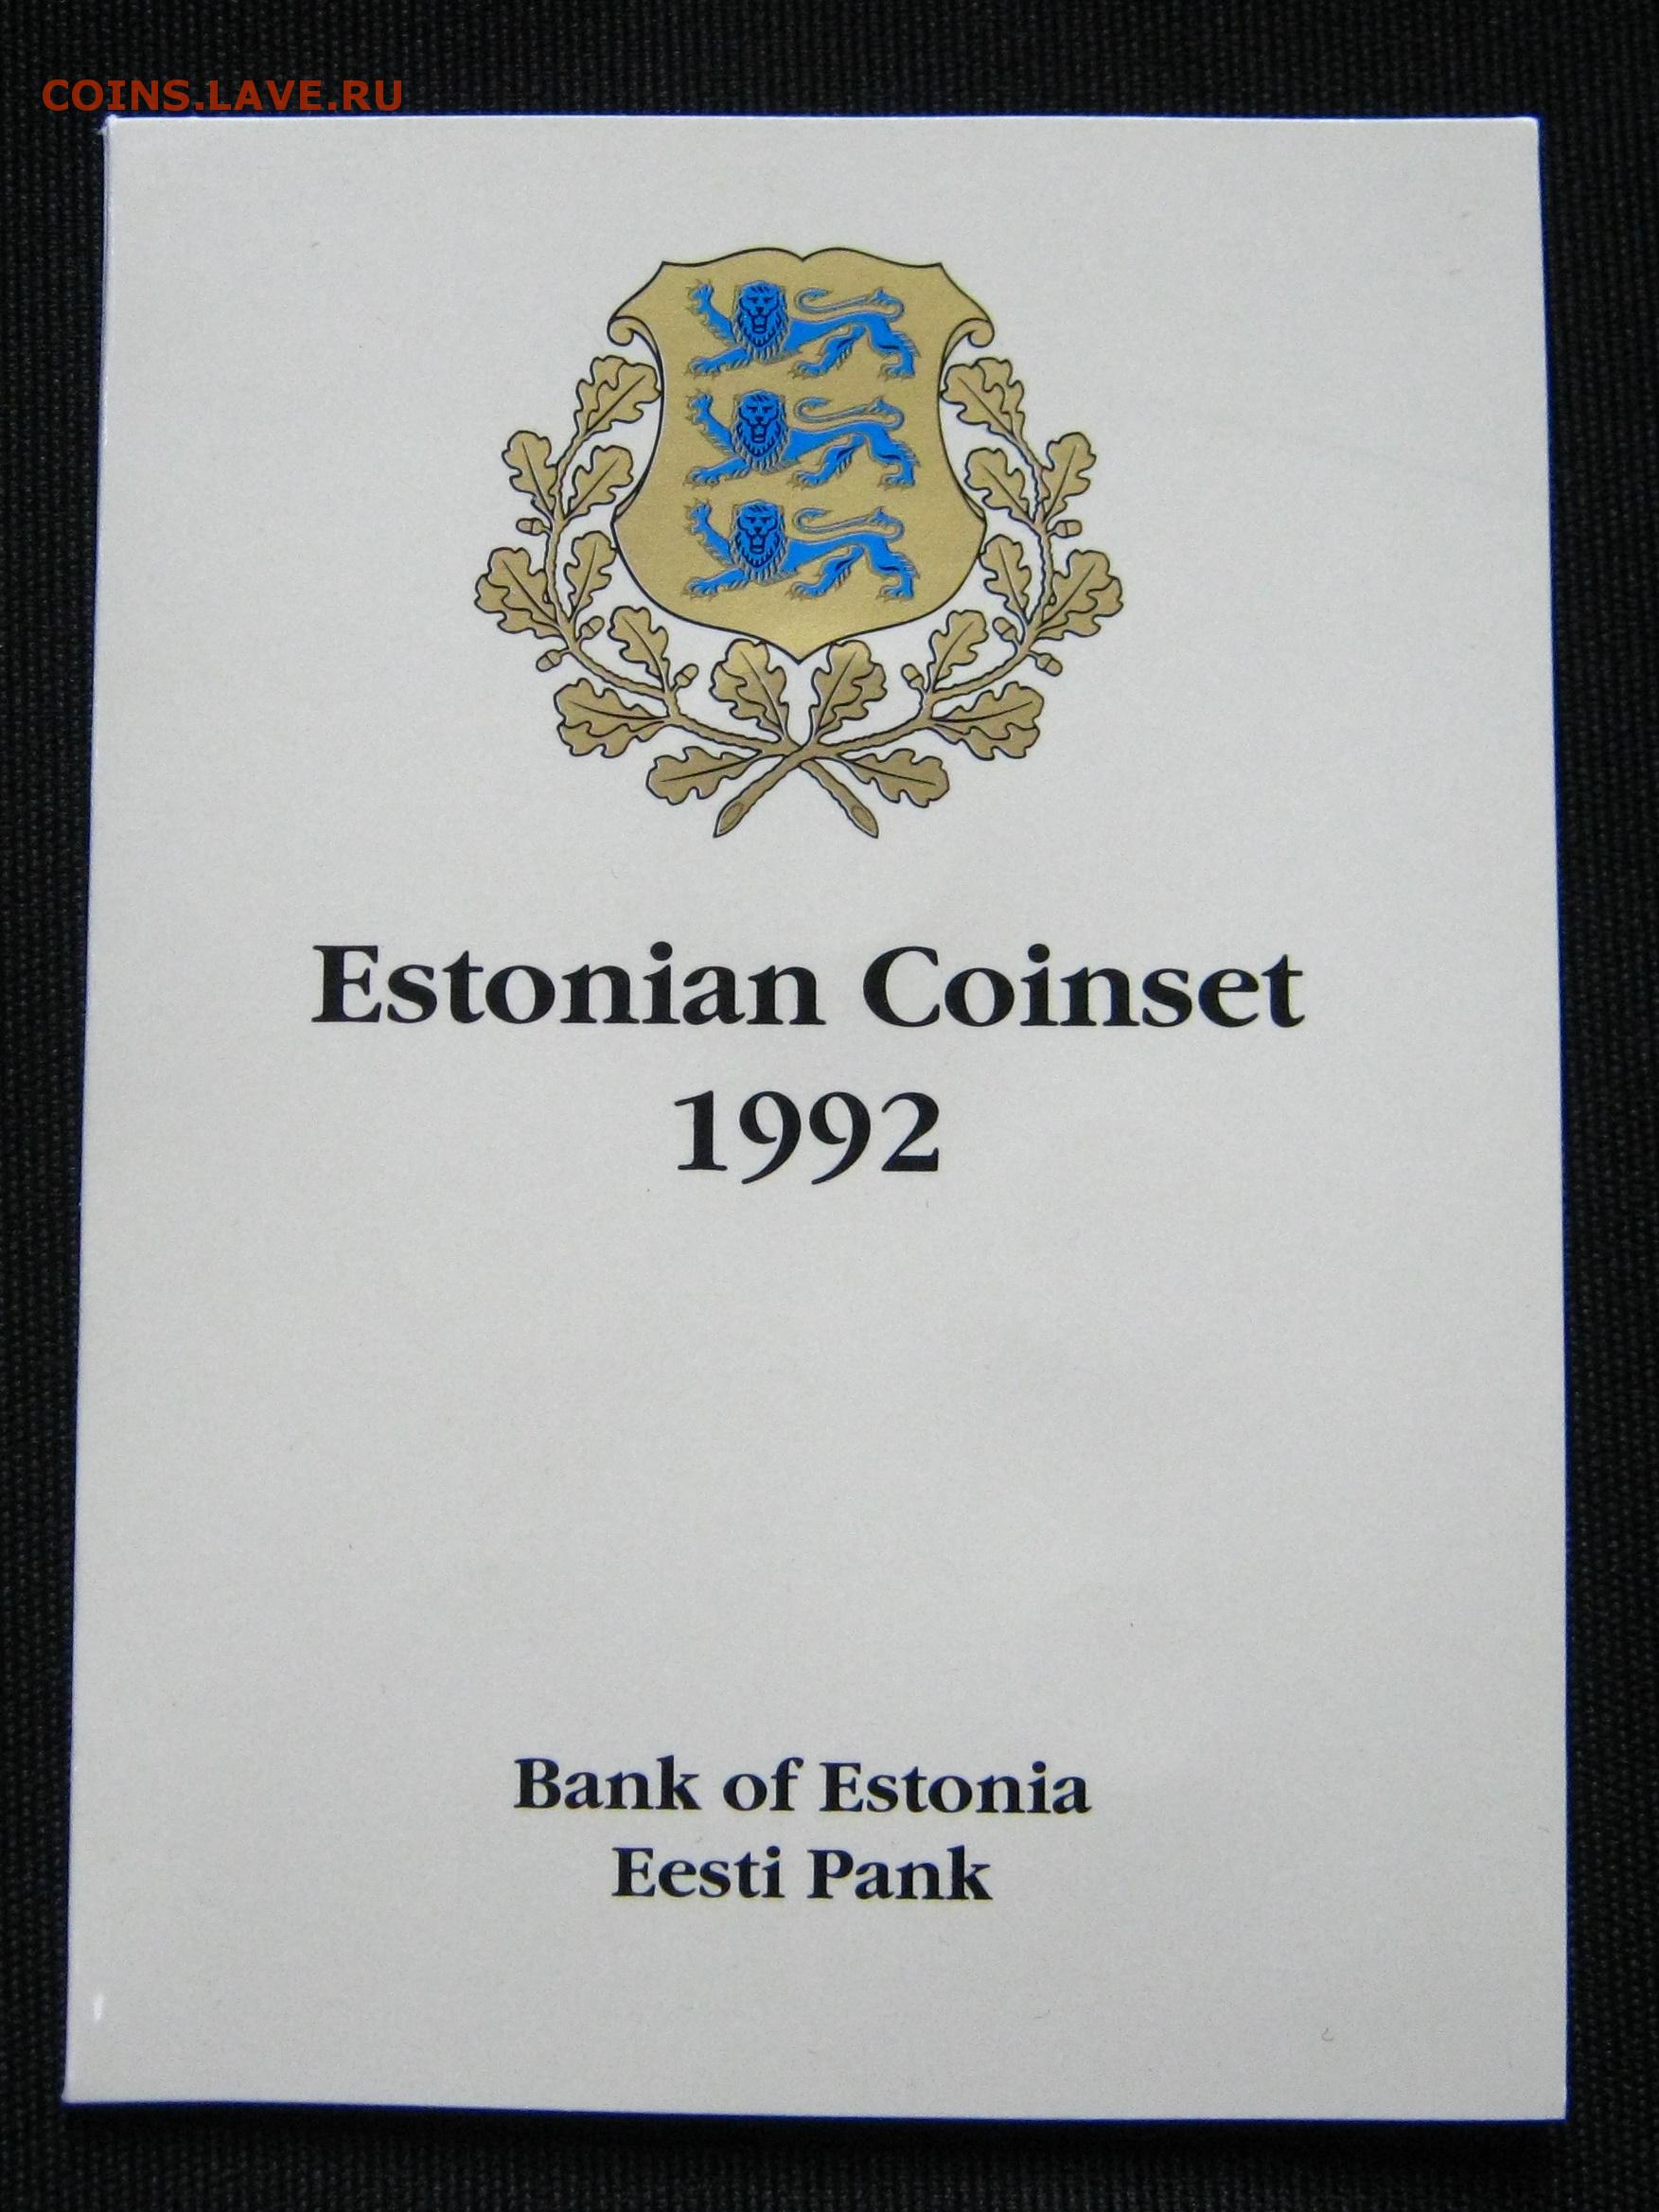 COINS.LAVE.RU
Estonian Coinset
1992
Bank of Estonia
Eesti Pank